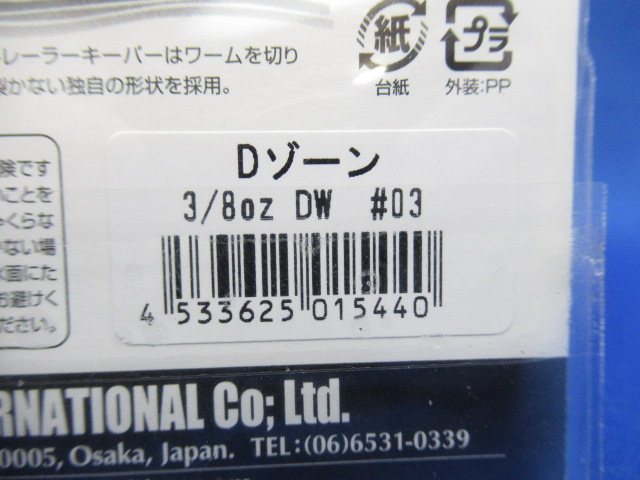 レーラーキーパーはワームを切り
裂かない独自の形状を採用。
紙
台紙
プラ
外装:PP
険です
いことを
ゃくらな
ない場
水面にた
お避けく
ださい。
Dゾーン
3/8oz DW #03
4 533625 015440
RNATIONAL Co; Ltd.
0005, Osaka, Japan. TEL:(06)6531-0339